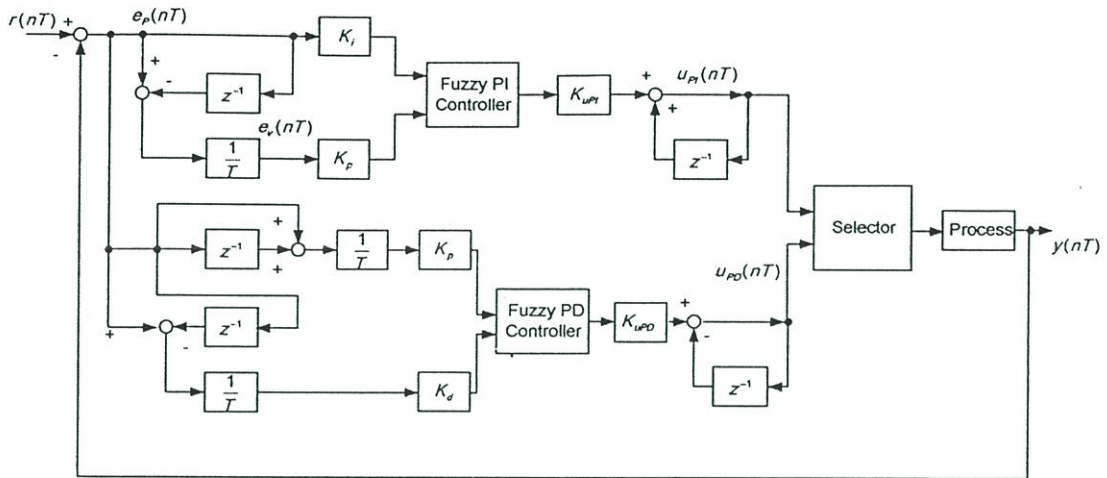 r(nT)
+
-
e_P(nT)
K_i
+
-
z⁻¹
Fuzzy PI
Controller
K_uPI
+
+
u_PI(nT)
z⁻¹
1/T
e_v(nT)
K_p
z⁻¹
+
+
1/T
K_p
Selector
Process
y(nT)
u_PD(nT)
+
-
z⁻¹
Fuzzy PD
Controller
K_uPD
+
-
z⁻¹
1/T
K_d